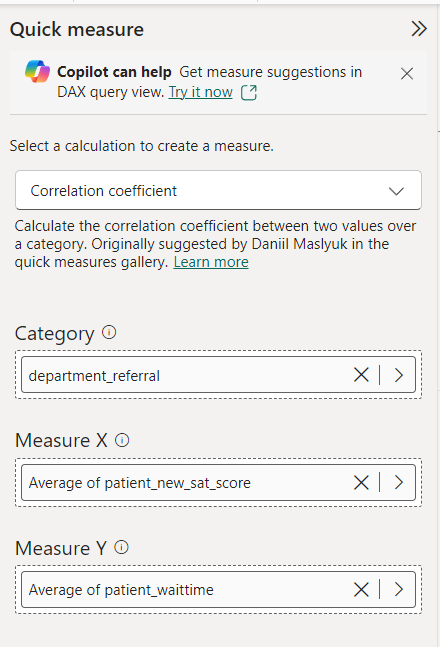 Quick measure
Copilot can help Get measure suggestions in
DAX query view. Try it now
Select a calculation to create a measure.
Correlation coefficient
Calculate the correlation coefficient between two values over
a category. Originally suggested by Daniil Maslyuk in the
quick measures gallery. Learn more
Category
department_referral
Measure X
Average of patient_new_sat_score
Measure Y
Average of patient_waittime